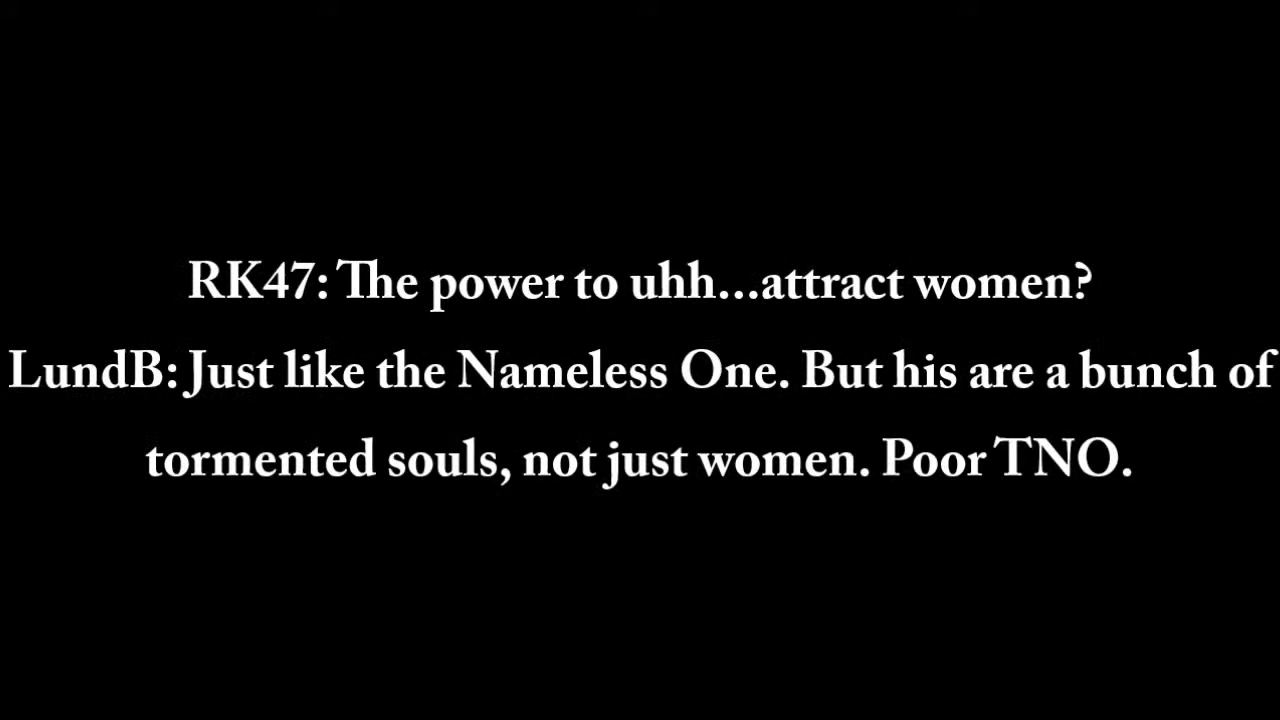 RK47: The power to uhh...attract women?
LundB: Just like the Nameless One. But his are a bunch of
tormented souls, not just women. Poor TNO.